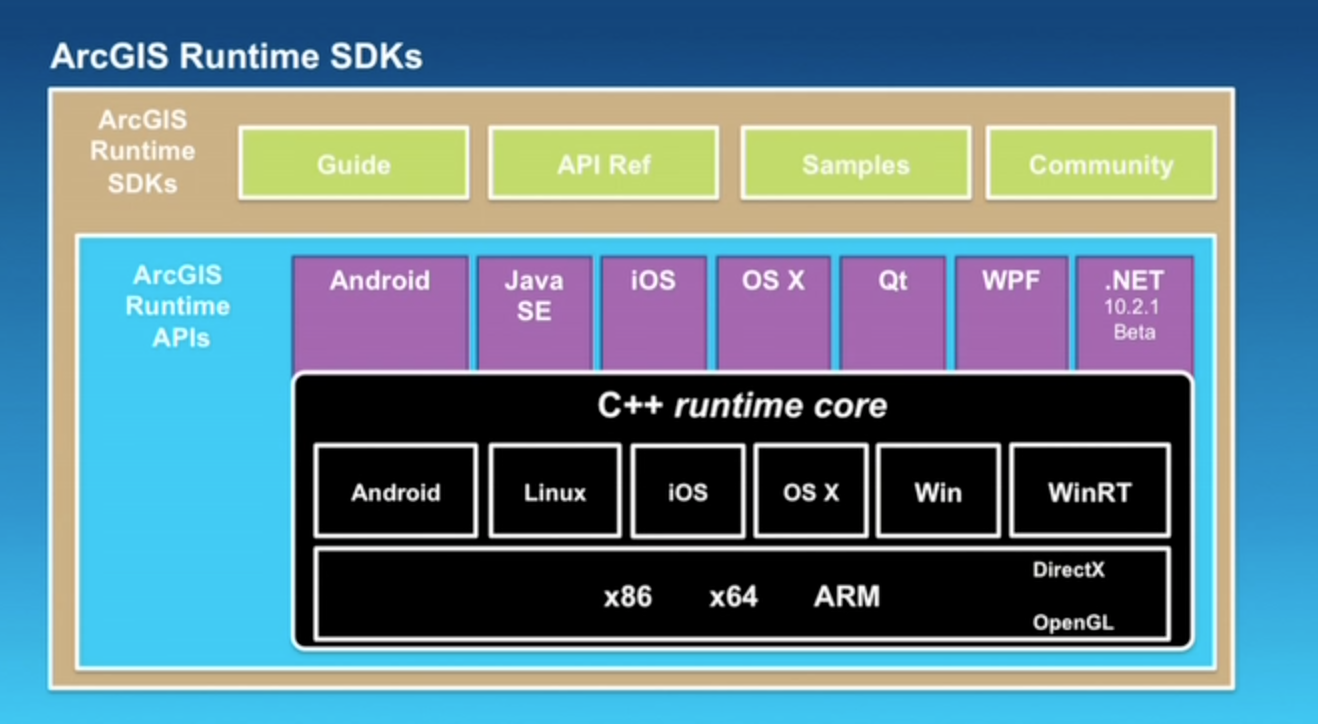 ArcGIS Runtime SDKs
ArcGIS
Runtime
SDKs
Guide
API Ref
Samples
Community
ArcGIS
Runtime
APIs
Android
Java
SE
iOS
OS X
Qt
WPF
.NET
10.2.1
Beta
C++ runtime core
Android
Linux
iOS
OS X
Win
WinRT
x86 x64 ARM
DirectX
OpenGL